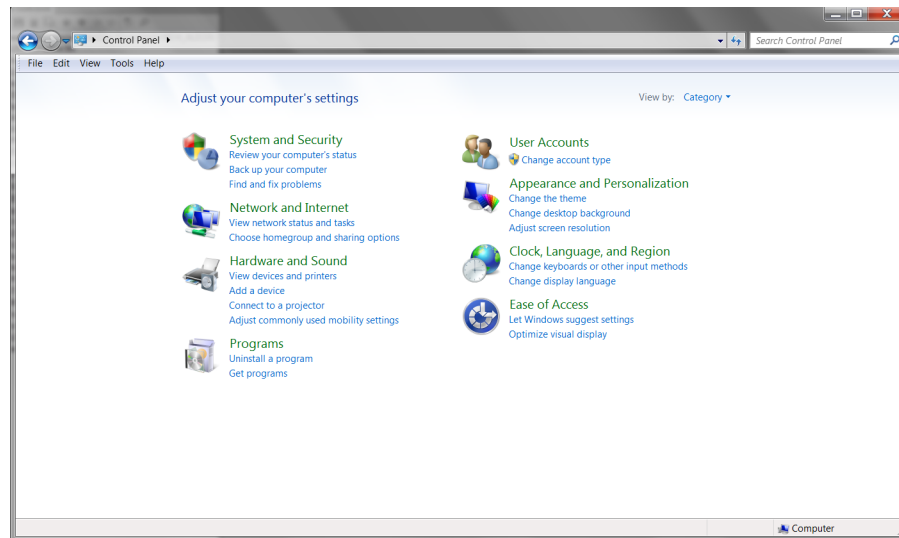 Control Panel
Search Control Panel
File Edit View Tools Help
Adjust your computer's settings
View by: Category
System and Security
Review your computer's status
Back up your computer
Find and fix problems
Network and Internet
View network status and tasks
Choose homegroup and sharing options
Hardware and Sound
View devices and printers
Add a device
Connect to a projector
Adjust commonly used mobility settings
Programs
Uninstall a program
Get programs
User Accounts
Change account type
Appearance and Personalization
Change the theme
Change desktop background
Adjust screen resolution
Clock, Language, and Region
Change keyboards or other input methods
Change display language
Ease of Access
Let Windows suggest settings
Optimize visual display
Computer